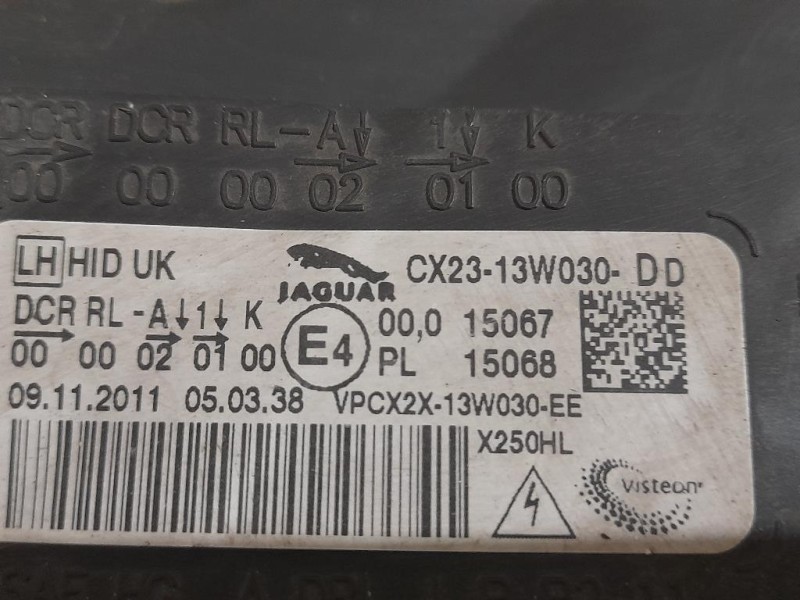 DCR DCR RL-A↓ 1↓ K
00 00 00 02 01 00
LH HID UK
JAGUAR
CX23-13W030- DD
DCR RL -A↓ 1↓ K
00 00 02 01 00
E4
00,0 15067
PL 15068
09.11.2011 05.03.38 VPCX2X-13W030-EE
X250HL
Visteon